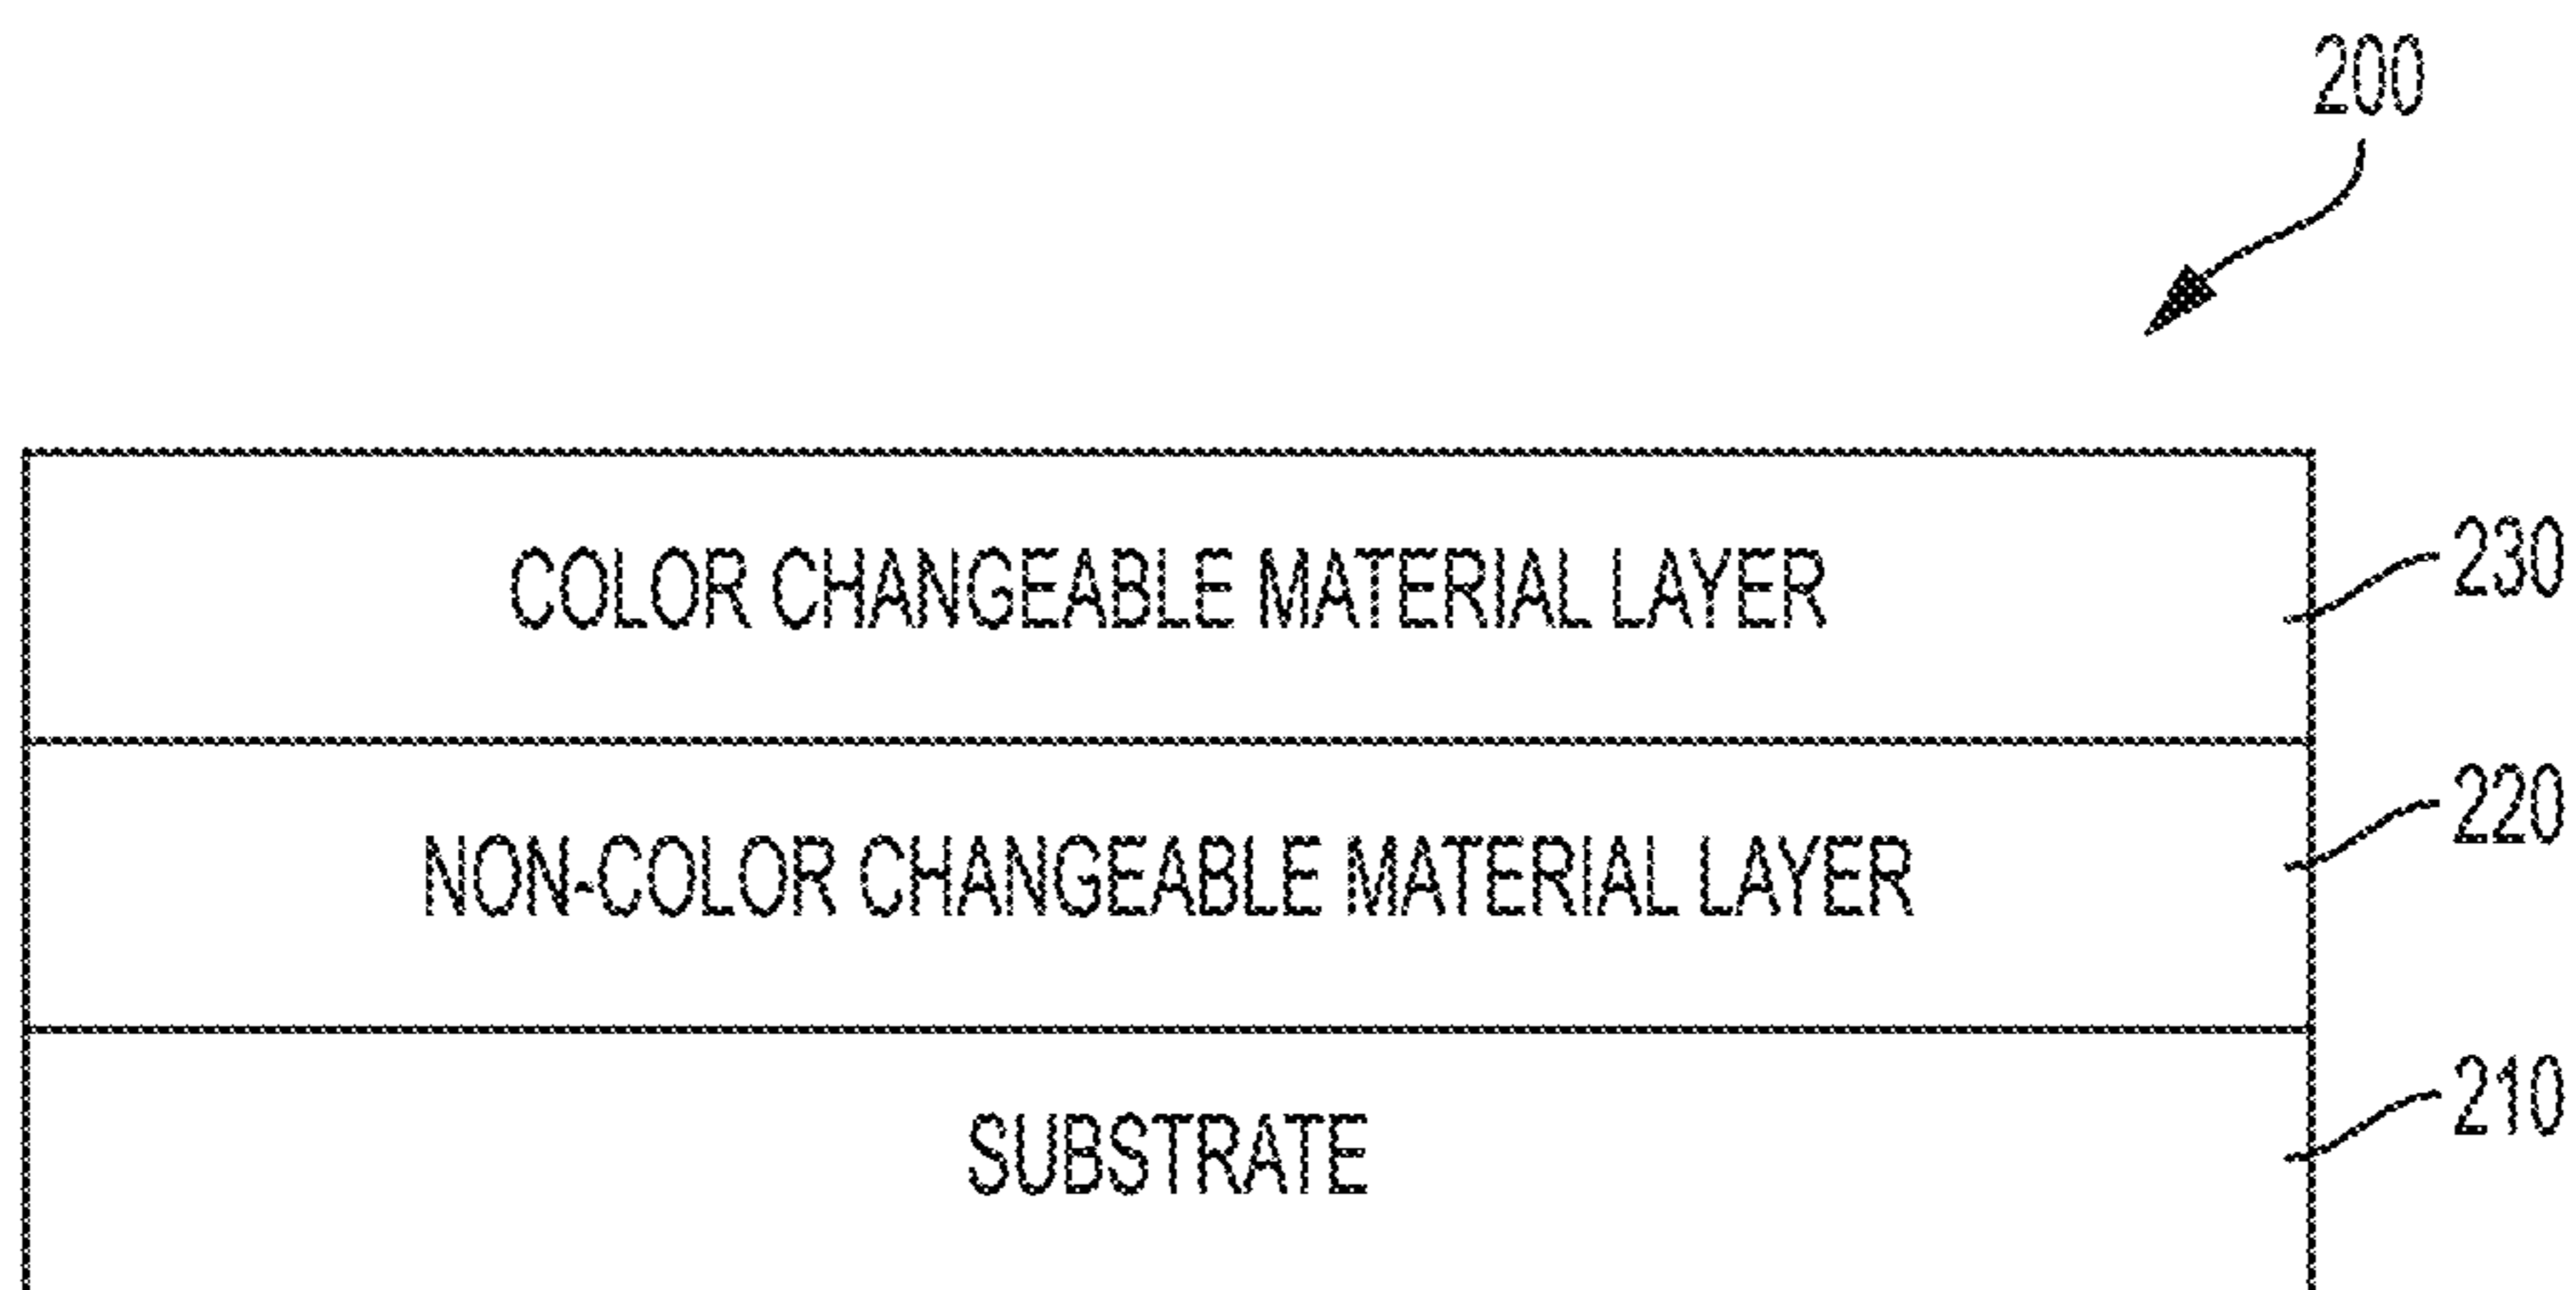 200
COLOR CHANGEABLE MATERIAL LAYER
230
NON-COLOR CHANGEABLE MATERIAL LAYER
220
SUBSTRATE
210